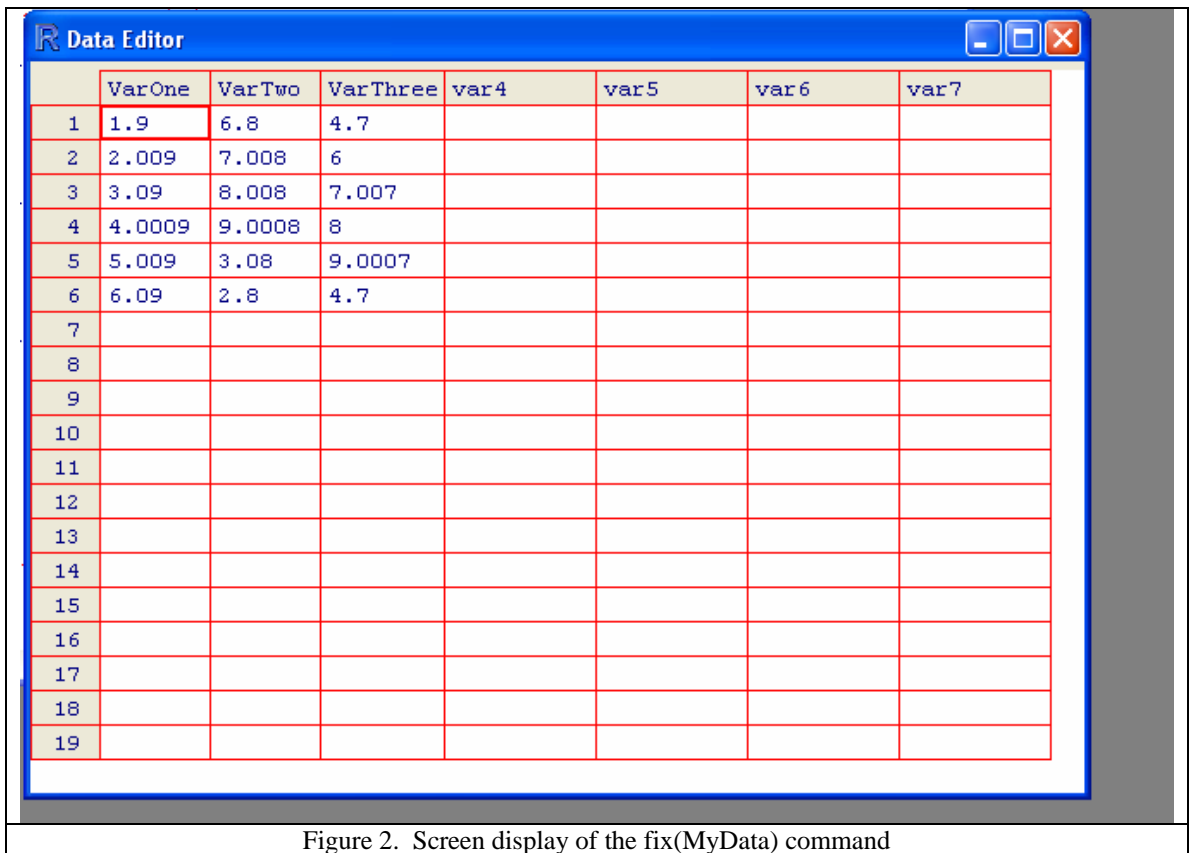 R Data Editor
VarOne VarTwo VarThree var4 var5 var6 var7
1 1.9 6.8 4.7
2 2.009 7.008 6
3 3.09 8.008 7.007
4 4.0009 9.0008 8
5 5.009 3.08 9.0007
6 6.09 2.8 4.7
7
8
9
10
11
12
13
14
15
16
17
18
19
Figure 2. Screen display of the fix(MyData) command